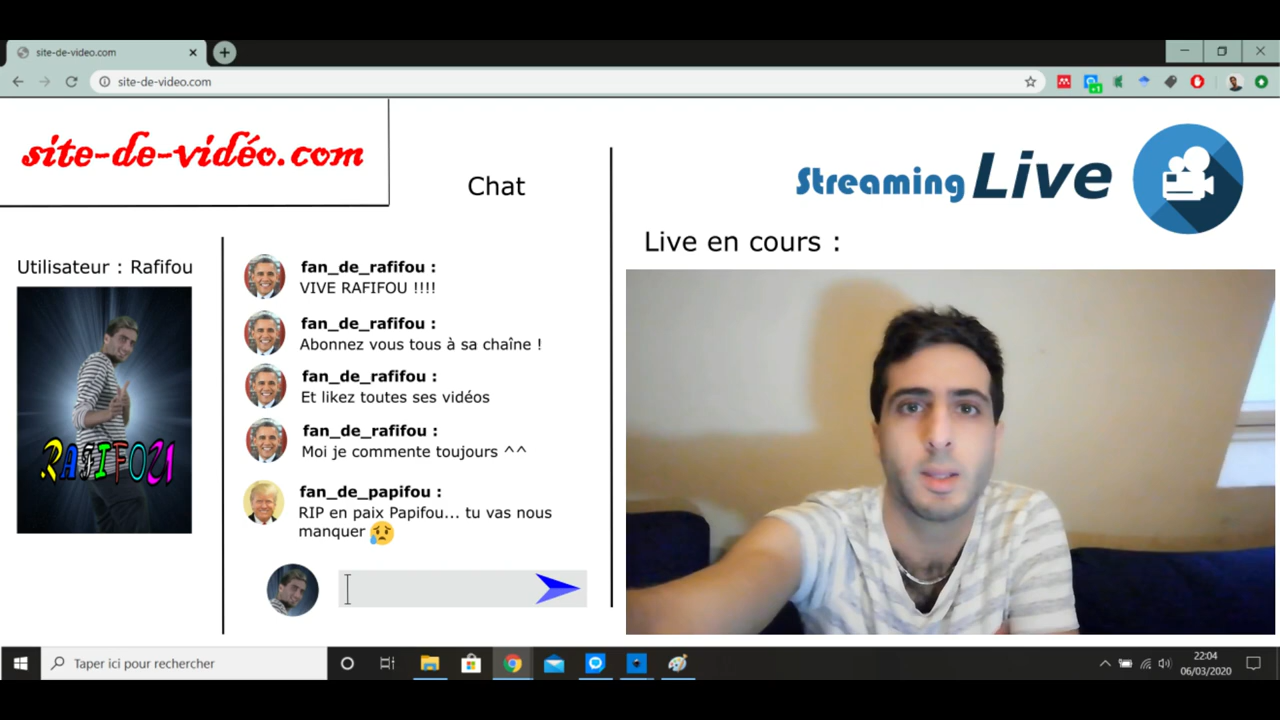 site-de-video.com
site-de-video.com
site-de-vidéo.com
Chat
Streaming Live
Live en cours :
Utilisateur : Rafifou
RAFIFOU
fan_de_rafifou :
VIVE RAFIFOU !!!!
fan_de_rafifou :
Abonnez vous tous à sa chaîne !
fan_de_rafifou :
Et likez toutes ses vidéos
fan_de_rafifou :
Moi je commente toujours ^^
fan_de_papifou :
RIP en paix Papifou... tu vas nous
manquer
Taper ici pour rechercher
22:04
06/03/2020